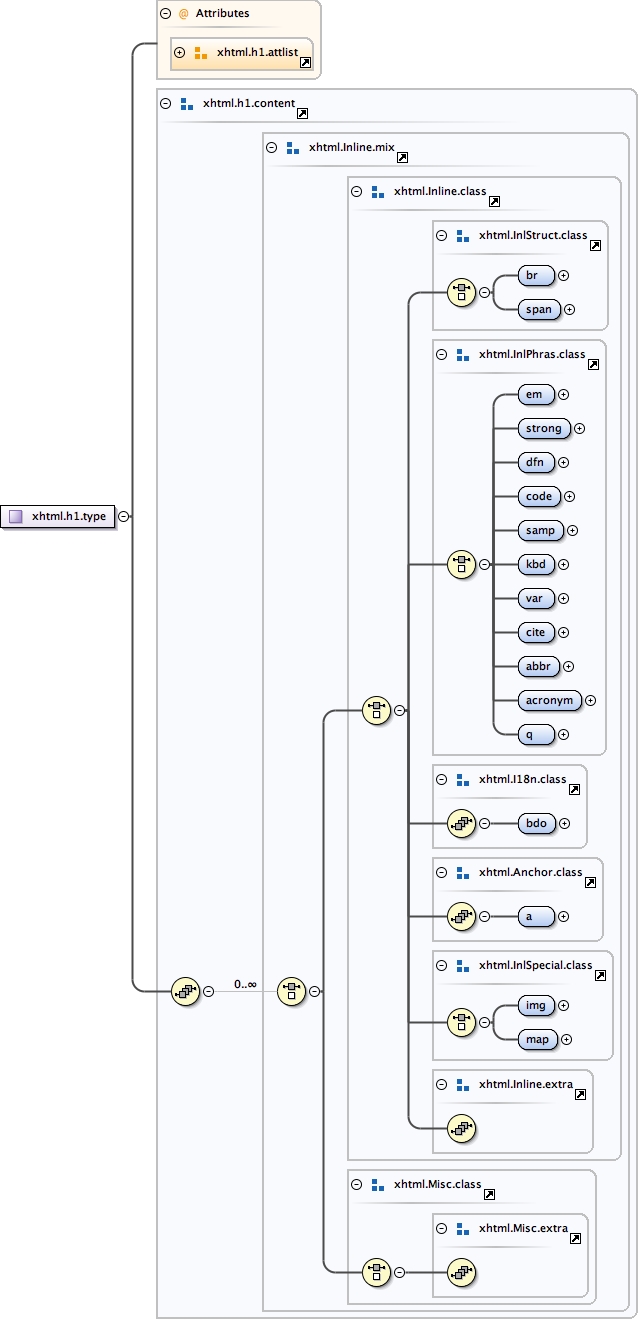 @ Attributes
xhtml.h1.attlist
xhtml.h1.content
xhtml.Inline.mix
xhtml.Inline.class
xhtml.InlStruct.class
br
span
xhtml.InlPhras.class
em
strong
dfn
code
xhtml.h1.type
samp
kbd
var
cite
abbr
acronym
q
xhtml.I18n.class
bdo
xhtml.Anchor.class
a
xhtml.InlSpecial.class
0..∞
img
map
xhtml.Inline.extra
xhtml.Misc.class
xhtml.Misc.extra